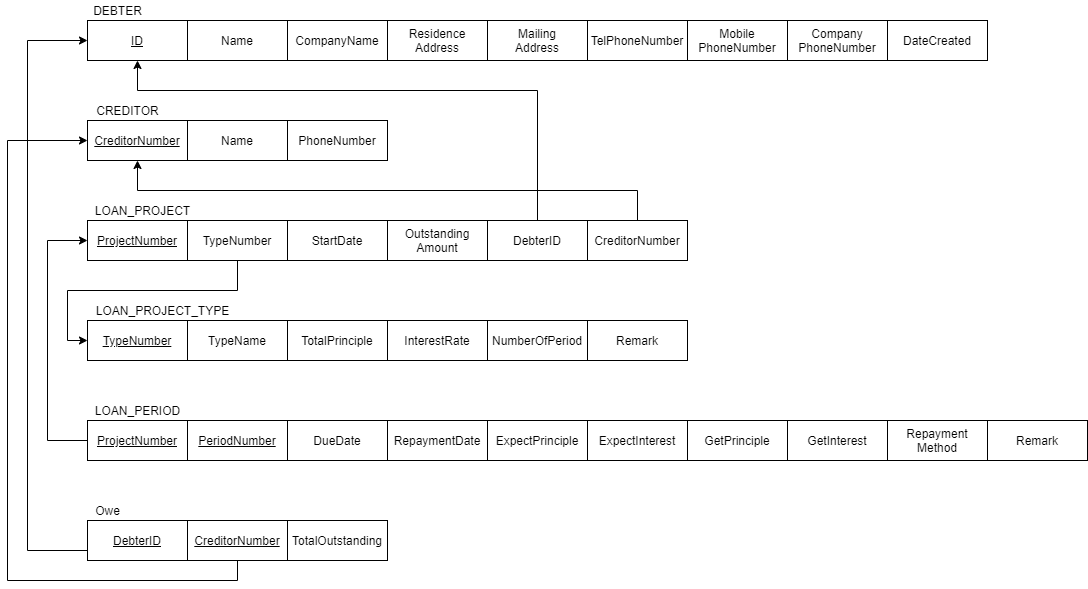 DEBTER
ID Name CompanyName Residence Address Mailing Address TelPhoneNumber Mobile PhoneNumber Company PhoneNumber DateCreated
CREDITOR
CreditorNumber Name PhoneNumber
LOAN_PROJECT
ProjectNumber TypeNumber StartDate Outstanding Amount DebterID CreditorNumber
LOAN_PROJECT_TYPE
TypeNumber TypeName TotalPrinciple InterestRate NumberOfPeriod Remark
LOAN_PERIOD
ProjectNumber PeriodNumber DueDate RepaymentDate ExpectPrinciple ExpectInterest GetPrinciple GetInterest Repayment Method Remark
Owe
DebterID CreditorNumber TotalOutstanding